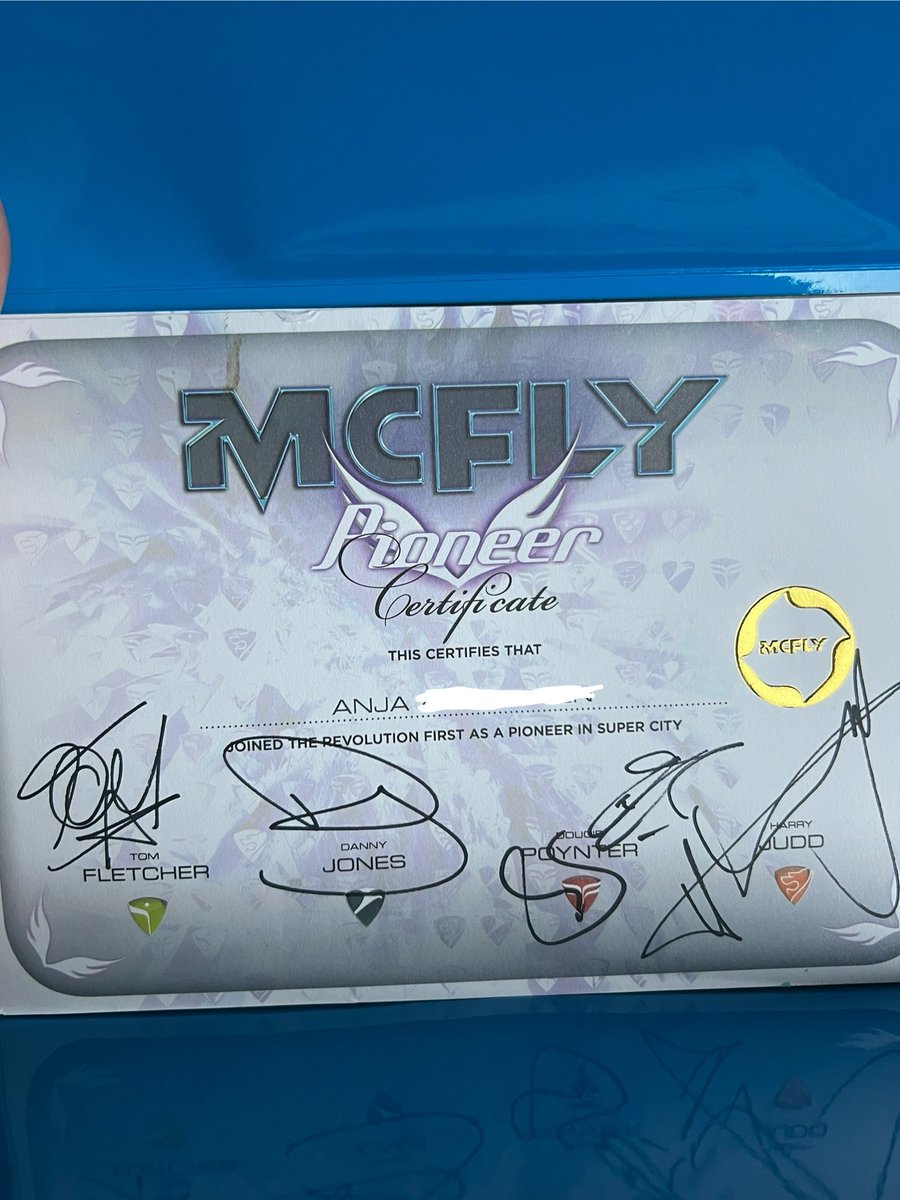 MCFLY
Pioneer
Certificate
THIS CERTIFIES THAT
MCFLY
ANJA
JOINED THE REVOLUTION FIRST AS A PIONEER IN SUPER CITY
TOM
FLETCHER
DANNY
JONES
DOUGIE
POYNTER
HARRY
JUDD